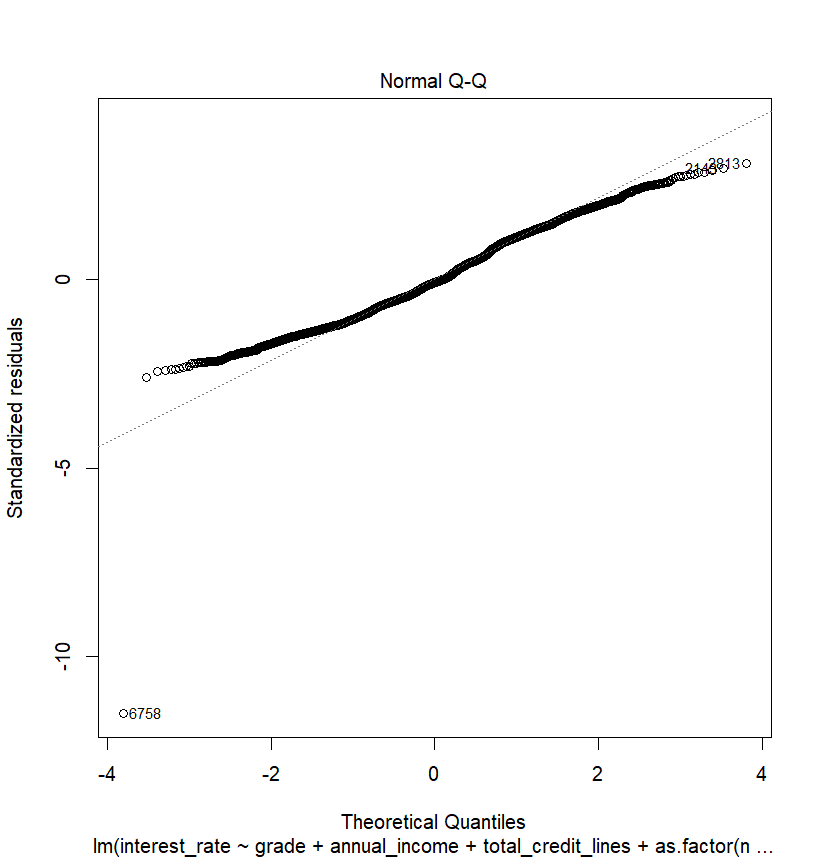 Normal Q-Q
2813
0
Standardized residuals
-5
-10
6758
-4 -2 0 2 4
Theoretical Quantiles
lm(interest_rate ~ grade + annual_income + total_credit_lines + as.factor(n ...